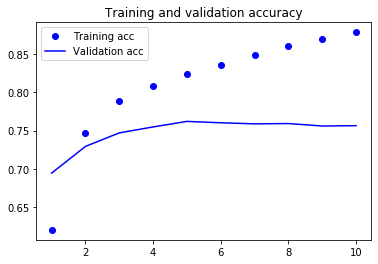 Training and validation accuracy
Training acc
Validation acc
0.85
0.80
0.75
0.70
0.65
2 4 6 8 10